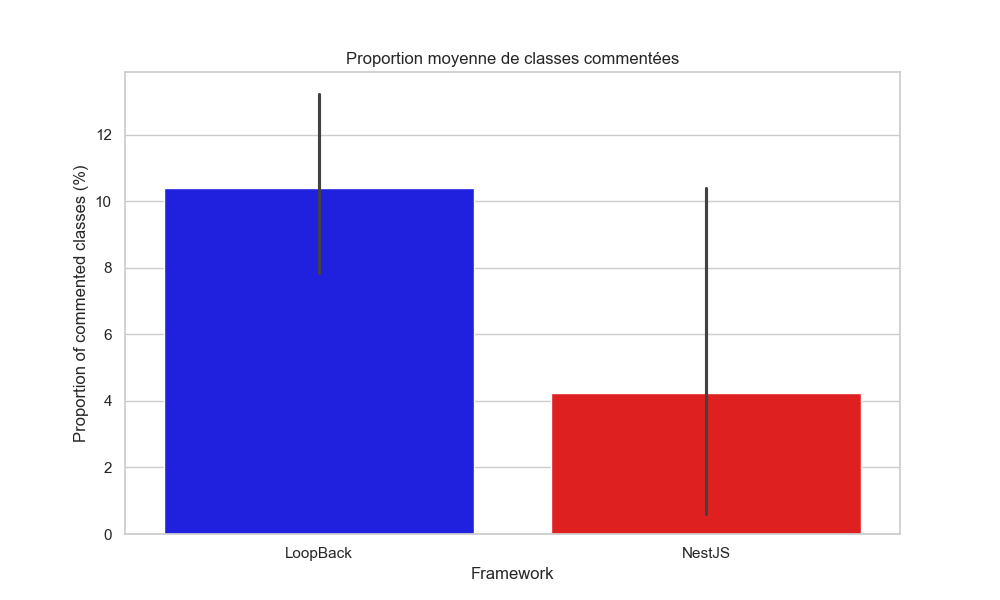 Proportion moyenne de classes commentées
Proportion of commented classes (%)
12
10
8
6
4
2
0
LoopBack
NestJS
Framework